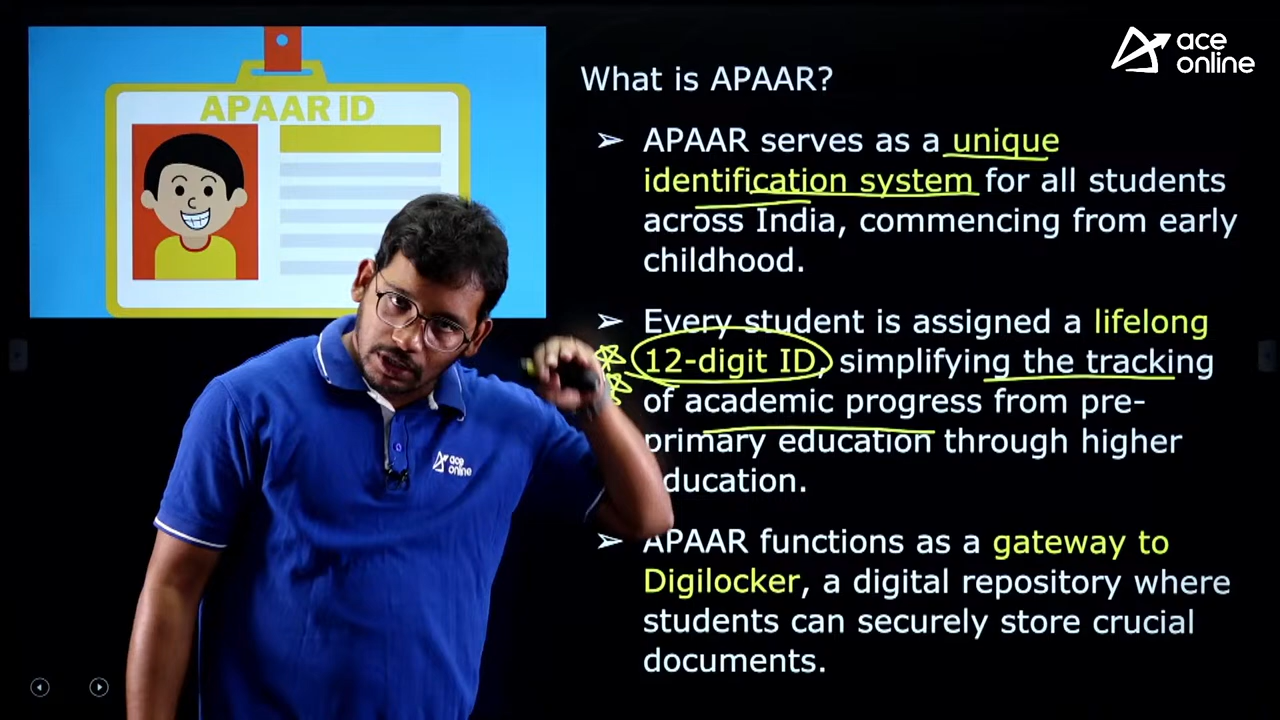 APAAR ID
ace
online
What is APAAR?
➢ APAAR serves as a unique
identification system for all students
across India, commencing from early
childhood.
➢ Every student is assigned a lifelong
12-digit ID, simplifying the tracking
of academic progress from pre-
primary education through higher
education.
➢ APAAR functions as a gateway to
Digilocker, a digital repository where
students can securely store crucial
documents.
ace
online